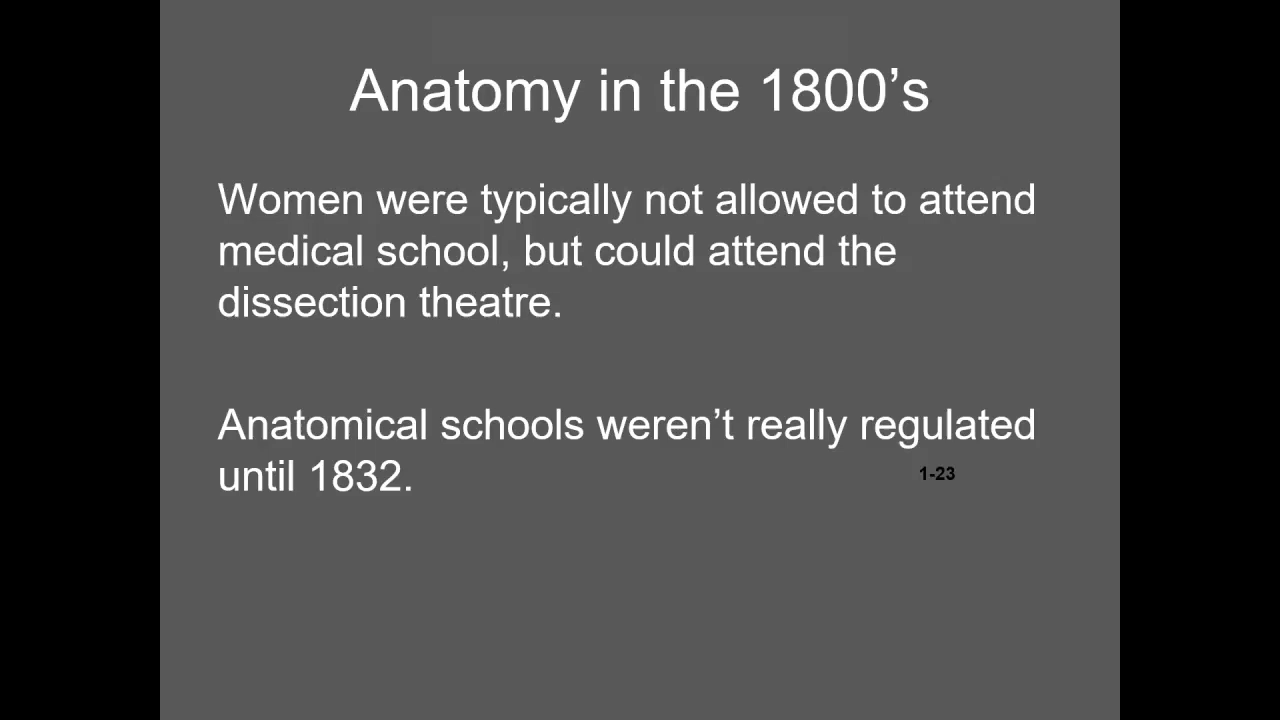 Anatomy in the 1800’s
Women were typically not allowed to attend
medical school, but could attend the
dissection theatre.
Anatomical schools weren’t really regulated
until 1832.
1-23